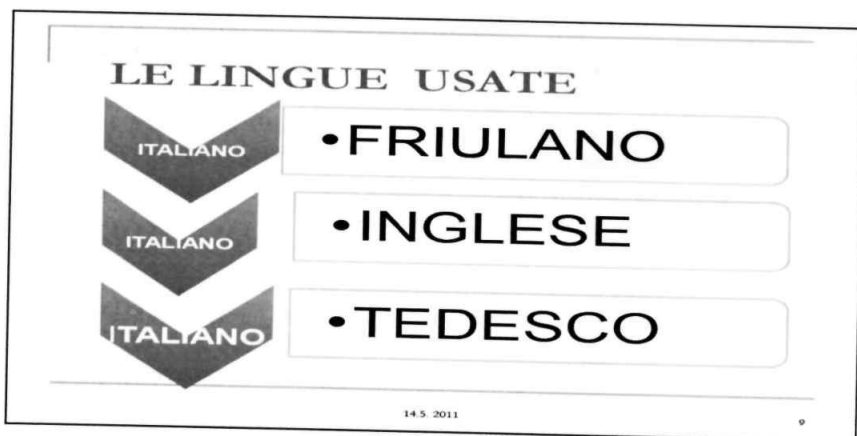 LE LINGUE USATE
ITALIANO
•FRIULANO
ITALIANO
•INGLESE
ITALIANO
•TEDESCO
14.5. 2011
9